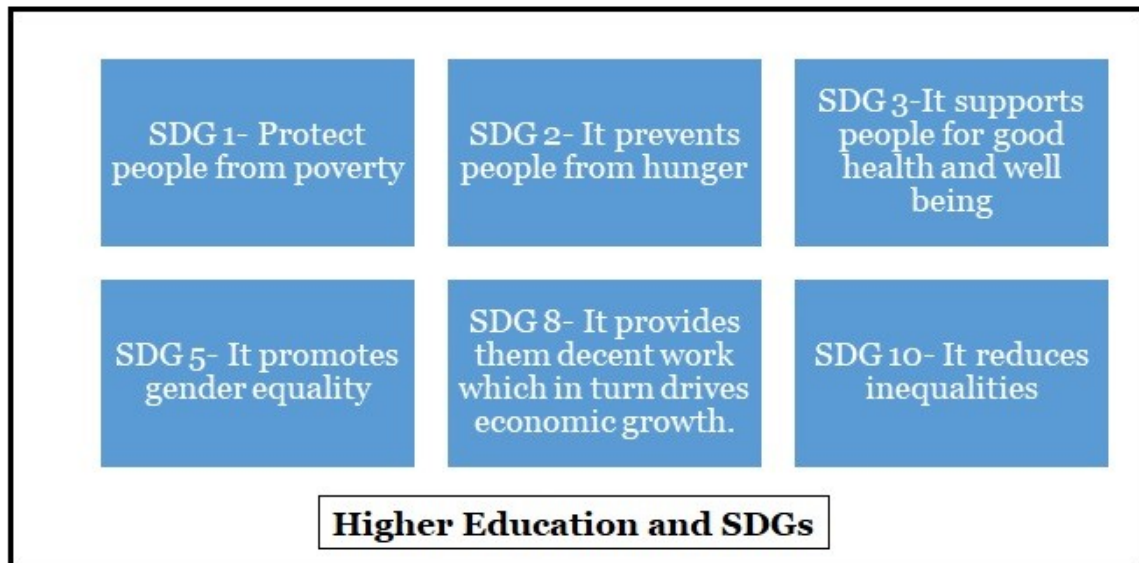 SDG 1- Protect
people from poverty
SDG 2- It prevents
people from hunger
SDG 3-It supports
people for good
health and well
being
SDG 5- It promotes
gender equality
SDG 8- It provides
them decent work
which in turn drives
economic growth.
SDG 10- It reduces
inequalities
Higher Education and SDGs